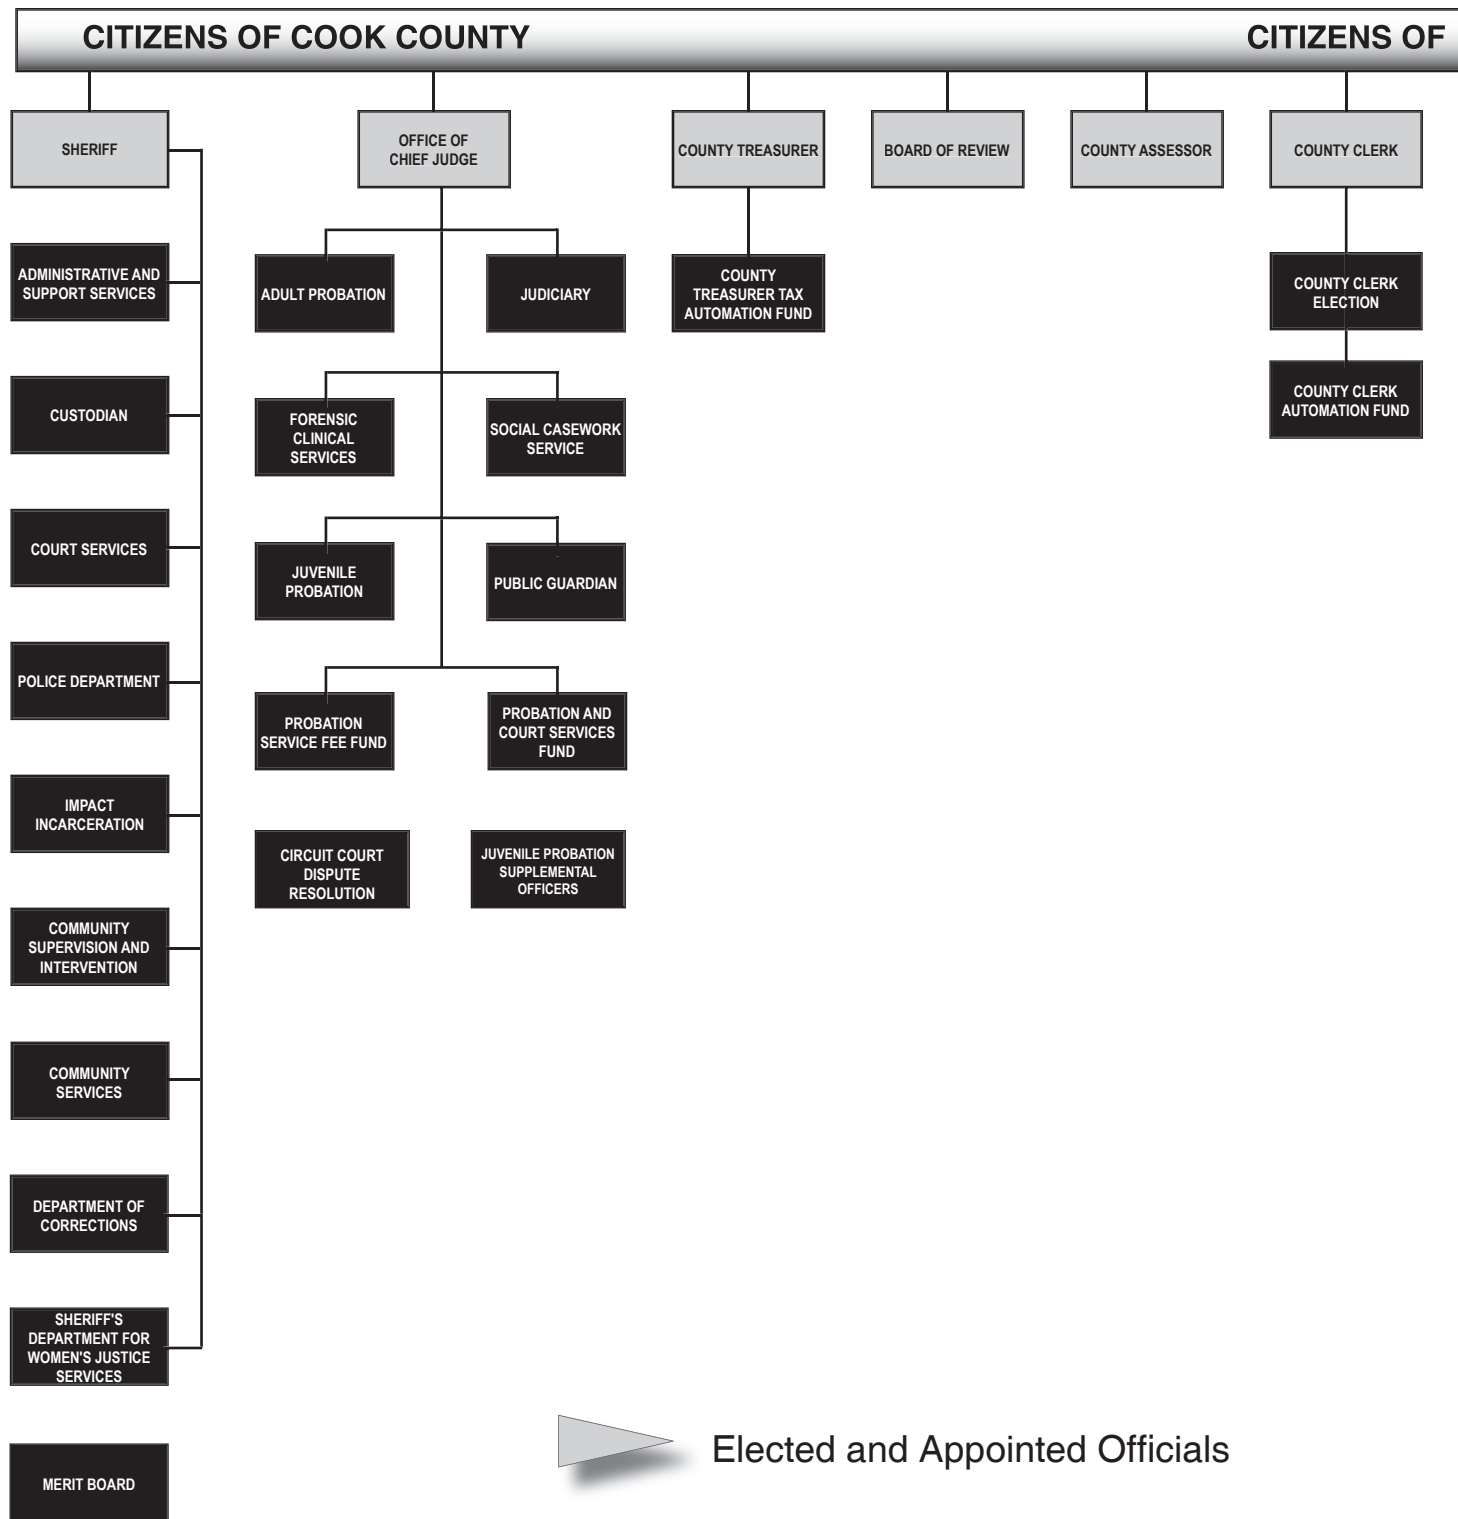 CITIZENS OF COOK COUNTY
CITIZENS OF
SHERIFF
OFFICE OF
CHIEF JUDGE
COUNTY TREASURER
BOARD OF REVIEW
COUNTY ASSESSOR
COUNTY CLERK
ADMINISTRATIVE AND
SUPPORT SERVICES
CUSTODIAN
COURT SERVICES
POLICE DEPARTMENT
IMPACT
INCARCERATION
COMMUNITY
SUPERVISION AND
INTERVENTION
COMMUNITY
SERVICES
DEPARTMENT OF
CORRECTIONS
SHERIFF'S
DEPARTMENT FOR
WOMEN'S JUSTICE
SERVICES
MERIT BOARD
ADULT PROBATION
JUDICIARY
FORENSIC
CLINICAL
SERVICES
SOCIAL CASEWORK
SERVICE
JUVENILE
PROBATION
PUBLIC GUARDIAN
PROBATION
SERVICE FEE FUND
PROBATION AND
COURT SERVICES
FUND
CIRCUIT COURT
DISPUTE
RESOLUTION
JUVENILE PROBATION
SUPPLEMENTAL
OFFICERS
COUNTY
TREASURER TAX
AUTOMATION FUND
COUNTY CLERK
ELECTION
COUNTY CLERK
AUTOMATION FUND
Elected and Appointed Officials